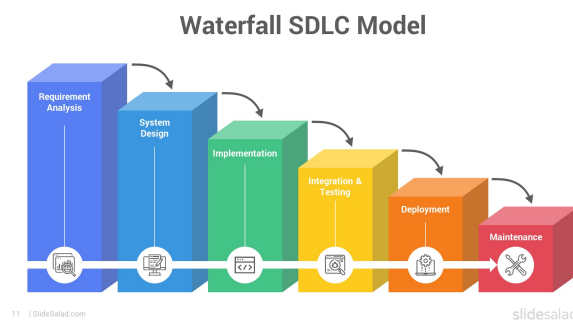 Waterfall SDLC Model
Requirement
Analysis
System
Design
Implementation
Integration &
Testing
Deployment
Maintenance
</>
11 | SlideSalad.com
slidesalad